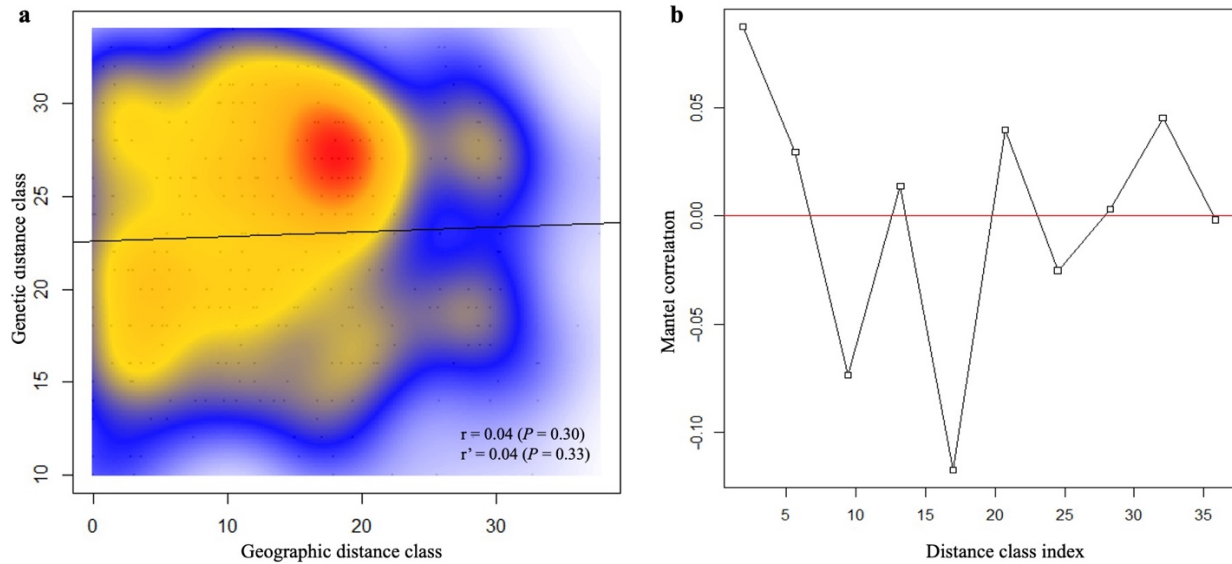 a
Genetic distance class
30
25
20
15
10
r = 0.04 (P = 0.30)
r’ = 0.04 (P = 0.33)
0 10 20 30
Geographic distance class
b
Mantel correlation
0.05
0.00
-0.05
-0.10
5 10 15 20 25 30 35
Distance class index